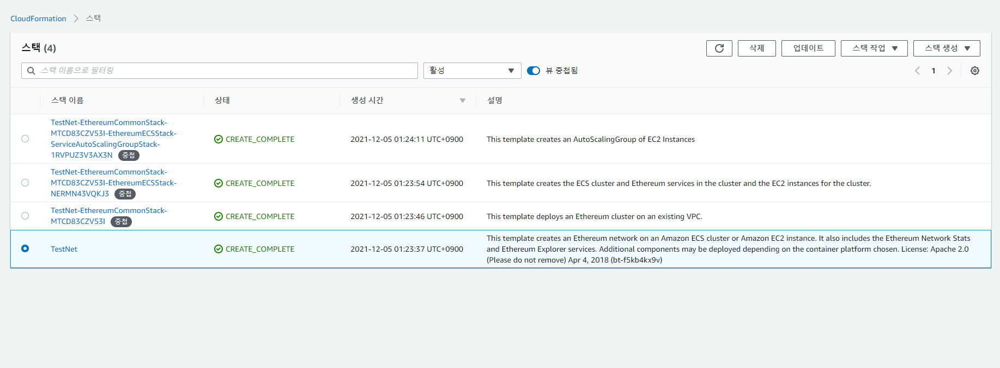 CloudFormation > 스택
스택 (4)
삭제
업데이트
스택 작업
스택 생성
스택 이름으로 필터링
활성
뷰 중첩됨
1
스택 이름
상태
생성 시간
설명
TestNet-EthereumCommonStack-
MTCD83CZV53I-EthereumECSStack-
ServiceAutoScalingGroupStack-
1RVPUZ3V3AX3N 중첩
CREATE_COMPLETE
2021-12-05 01:24:11 UTC+0900
This template creates an AutoScalingGroup of EC2 Instances
TestNet-EthereumCommonStack-
MTCD83CZV53I-EthereumECSStack-
NERMN43VQKJ3 중첩
CREATE_COMPLETE
2021-12-05 01:23:54 UTC+0900
This template creates the ECS cluster and Ethereum services in the cluster and the EC2 instances for the cluster.
TestNet-EthereumCommonStack-
MTCD83CZV53I 중첩
CREATE_COMPLETE
2021-12-05 01:23:46 UTC+0900
This template deploys an Ethereum cluster on an existing VPC.
TestNet
CREATE_COMPLETE
2021-12-05 01:23:37 UTC+0900
This template creates an Ethereum network on an Amazon ECS cluster or Amazon EC2 instance. It also includes the Ethereum Network Stats
and Ethereum Explorer services. Additional components may be deployed depending on the container platform chosen. License: Apache 2.0
(Please do not remove) Apr 4, 2018 (bt-f5kb4kx9v)